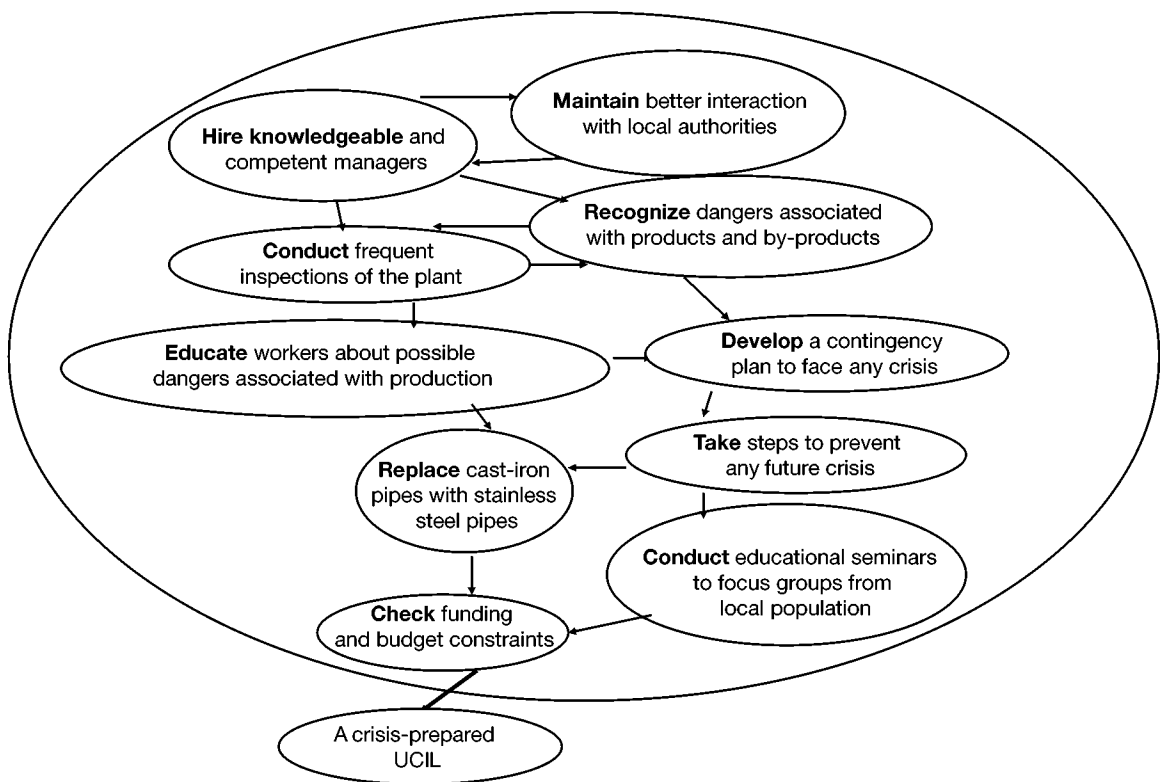 Maintain better interaction
with local authorities
Hire knowledgeable and
competent managers
Recognize dangers associated
with products and by-products
Conduct frequent
inspections of the plant
Educate workers about possible
dangers associated with production
Develop a contingency
plan to face any crisis
Take steps to prevent
any future crisis
Replace cast-iron
pipes with stainless
steel pipes
Conduct educational seminars
to focus groups from
local population
Check funding
and budget constraints
A crisis-prepared
UCIL